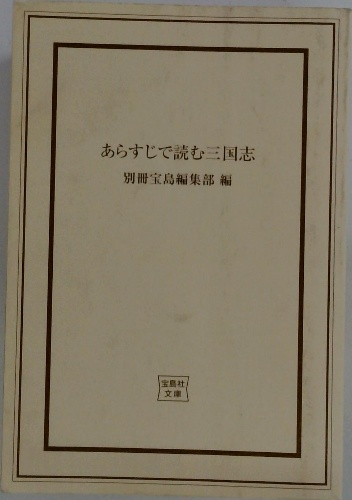 あらすじで読む三国志
別冊宝島編集部 編
宝島社
文庫